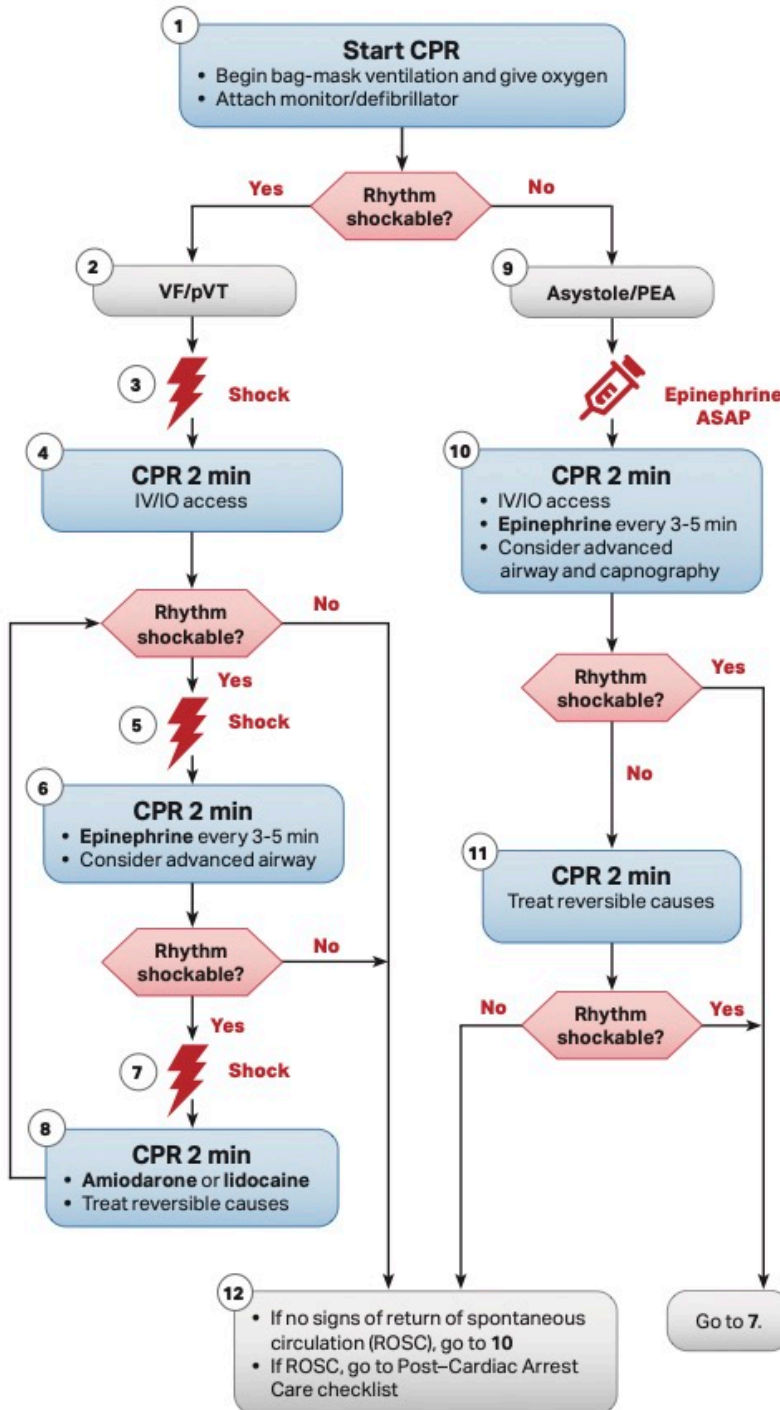 1
Start CPR
• Begin bag-mask ventilation and give oxygen
• Attach monitor/defibrillator
Rhythm
shockable?
Yes
No
2
VF/pVT
3
Shock
4
CPR 2 min
IV/IO access
Rhythm
shockable?
No
Yes
5
Shock
6
CPR 2 min
• Epinephrine every 3-5 min
• Consider advanced airway
Rhythm
shockable?
No
Yes
7
Shock
8
CPR 2 min
• Amiodarone or lidocaine
• Treat reversible causes
9
Asystole/PEA
Epinephrine
ASAP
10
CPR 2 min
• IV/IO access
• Epinephrine every 3-5 min
• Consider advanced
airway and capnography
Rhythm
shockable?
Yes
No
11
CPR 2 min
Treat reversible causes
Rhythm
shockable?
No
Yes
12
• If no signs of return of spontaneous
circulation (ROSC), go to 10
• If ROSC, go to Post–Cardiac Arrest
Care checklist
Go to 7.